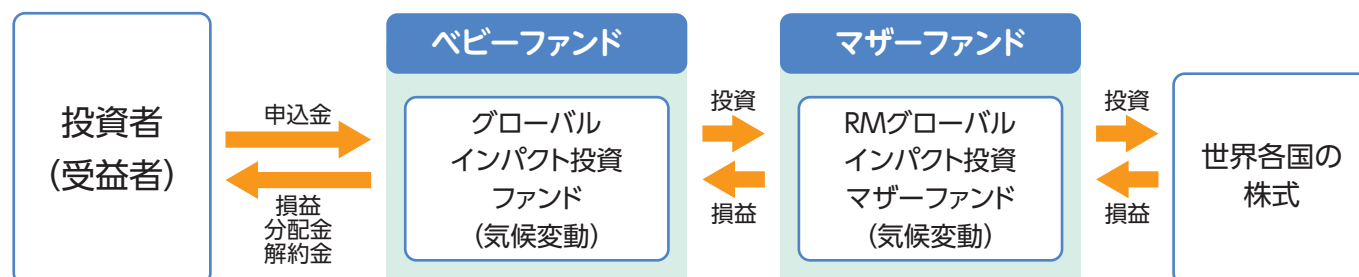 投資者
(受益者)
申込金
損益
分配金
解約金
ベビーファンド
グローバル
インパクト投資
ファンド
(気候変動)
投資
損益
マザーファンド
RMグローバル
インパクト投資
マザーファンド
(気候変動)
投資
損益
世界各国の
株式